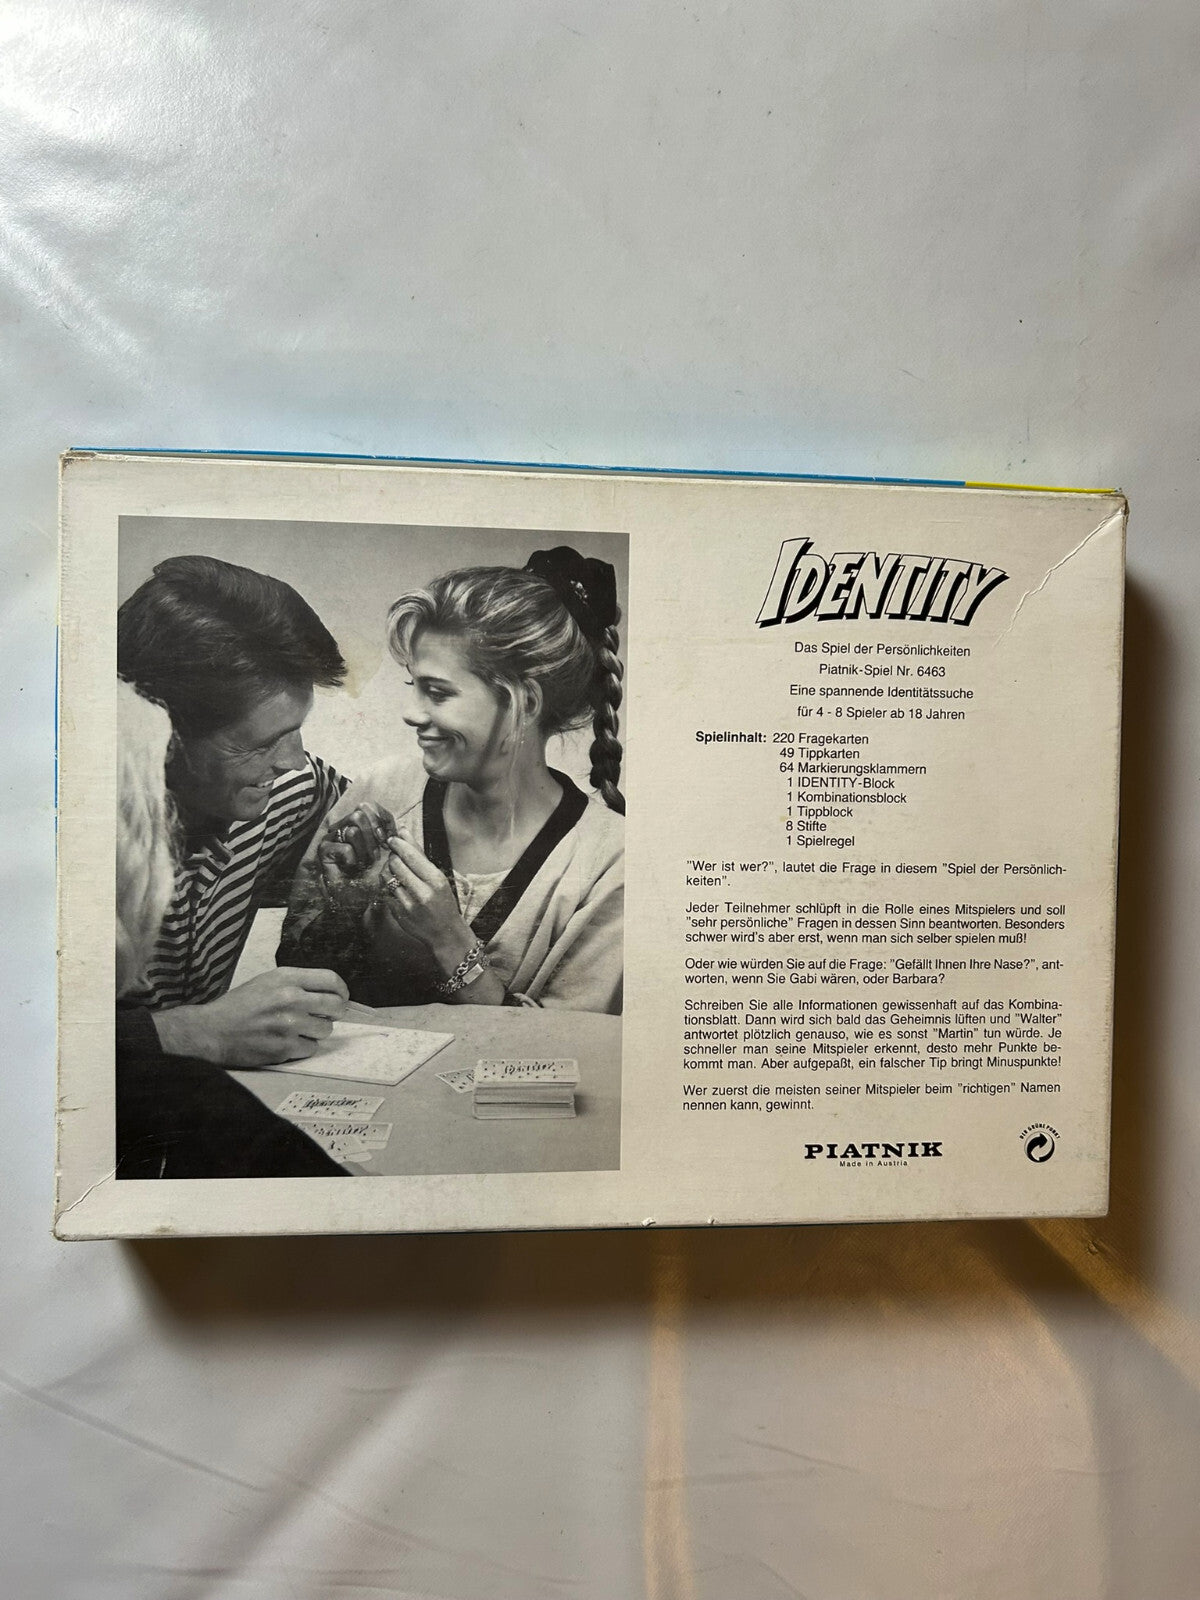 IDENTITY
Das Spiel der Persönlichkeiten
Piatnik-Spiel Nr. 6463
Eine spannende Identitätssuche
für 4 - 8 Spieler ab 18 Jahren
Spielinhalt: 220 Fragekarten
49 Tippkarten
64 Markierungsklammern
1 IDENTITY-Block
1 Kombinationsblock
1 Tippblock
8 Stifte
1 Spielregel
"Wer ist wer?", lautet die Frage in diesem "Spiel der Persönlich-
keiten".
Jeder Teilnehmer schlüpft in die Rolle eines Mitspielers und soll
"sehr persönliche" Fragen in dessen Sinn beantworten. Besonders
schwer wird's aber erst, wenn man sich selber spielen muß!
Oder wie würden Sie auf die Frage: "Gefällt Ihnen Ihre Nase?", ant-
worten, wenn Sie Gabi wären, oder Barbara?
Schreiben Sie alle Informationen gewissenhaft auf das Kombina-
tionsblatt. Dann wird sich bald das Geheimnis lüften und "Walter"
antwortet plötzlich genauso, wie es sonst "Martin" tun würde. Je
schneller man seine Mitspieler erkennt, desto mehr Punkte be-
kommt man. Aber aufgepaßt, ein falscher Tip bringt Minuspunkte!
Wer zuerst die meisten seiner Mitspieler beim "richtigen" Namen
nennen kann, gewinnt.
PIATNIK
Made in Austria
DER GRÜNE PUNKT
IDENTITY
IDENTITY
IDENTITY